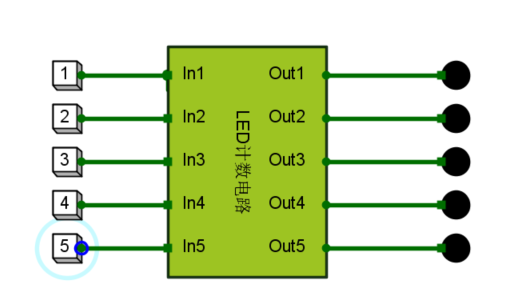 1 In1 Out1
2 In2 Out2
3 In3 Out3
4 In4 Out4
5 In5 Out5
LED计数电路